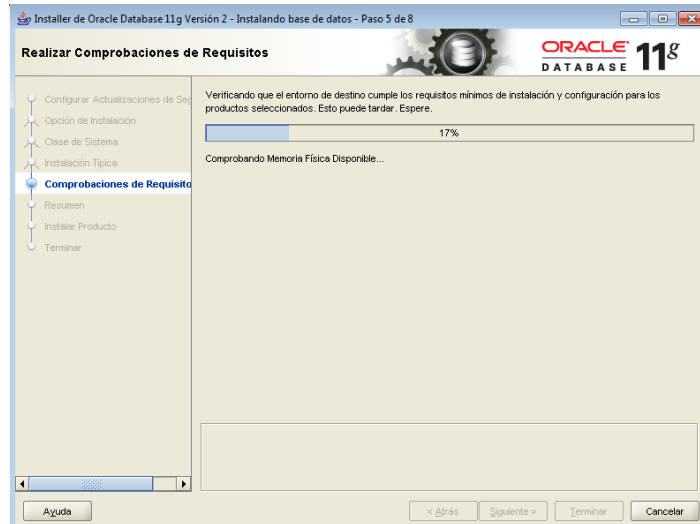 Installer de Oracle Database 11g Versión 2 - Instalando base de datos - Paso 5 de 8
Realizar Comprobaciones de Requisitos
ORACLE
DATABASE 11g
Configurar Actualizaciones de Seg
Opción de Instalación
Clase de Sistema
Instalación Típica
Comprobaciones de Requisito
Resumen
Instalar Producto
Terminar
Verificando que el entorno de destino cumple los requisitos mínimos de instalación y configuración para los
productos seleccionados. Esto puede tardar. Espere.
17%
Comprobando Memoria Física Disponible...
Ayuda
< Atrás
Siguiente >
Terminar
Cancelar